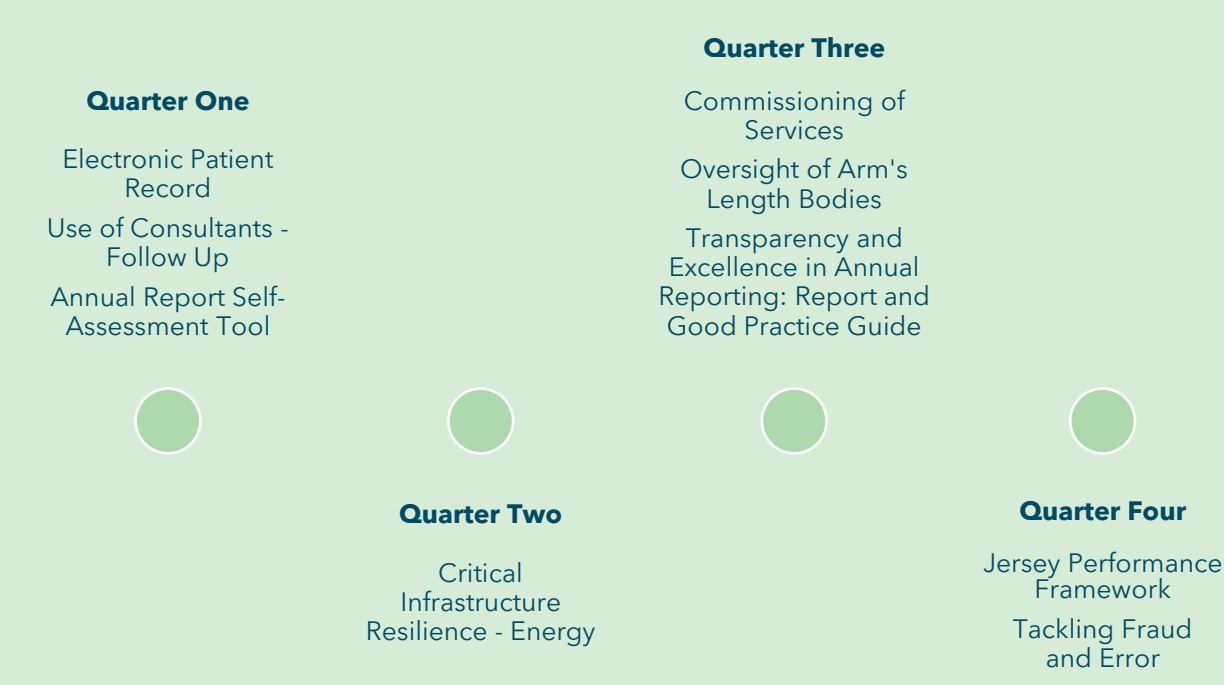 Quarter One
Electronic Patient
Record
Use of Consultants -
Follow Up
Annual Report Self-
Assessment Tool
Quarter Two
Critical
Infrastructure
Resilience - Energy
Quarter Three
Commissioning of
Services
Oversight of Arm's
Length Bodies
Transparency and
Excellence in Annual
Reporting: Report and
Good Practice Guide
Quarter Four
Jersey Performance
Framework
Tackling Fraud
and Error